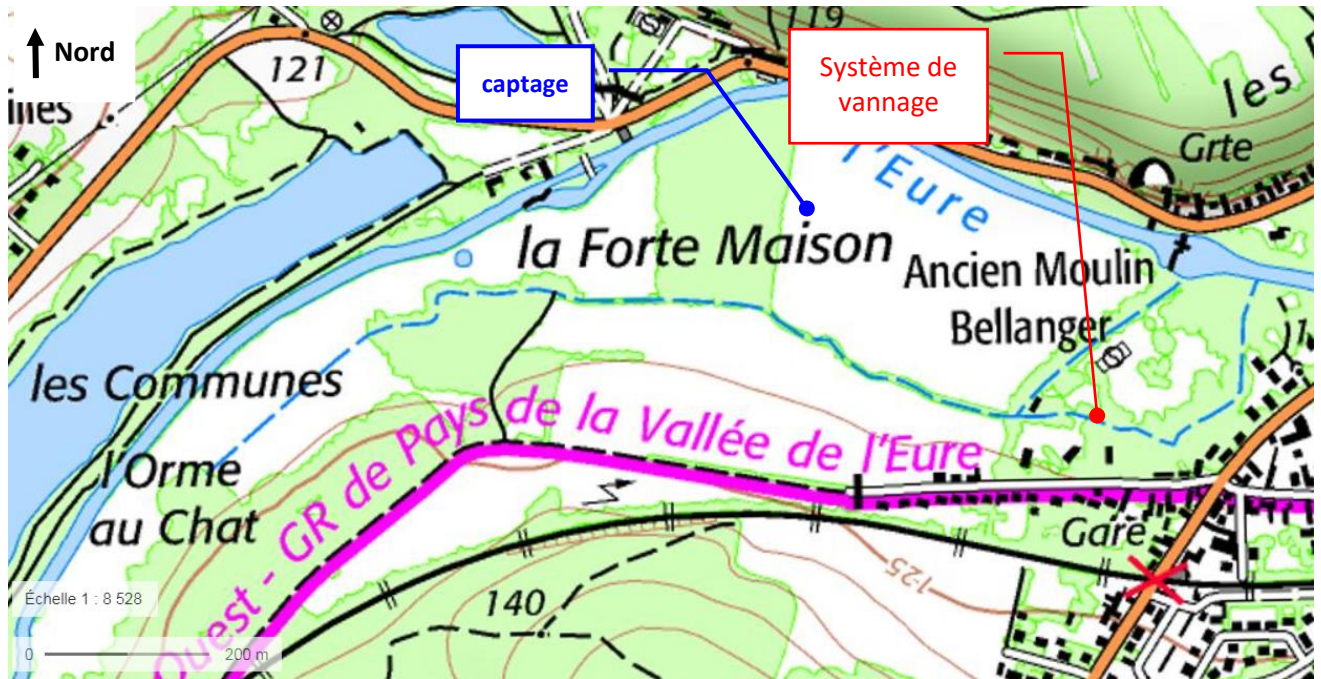 Nord
121
captage
119
Système de
vannage
les
Grte
l'Eure
la Forte Maison
Ancien Moulin
Bellanger
les Communes
l'Orme
au Chat
Ouest - GR de Pays de la Vallée de l'Eure
Gare
125
140
Échelle 1 : 8 528
0 200 m